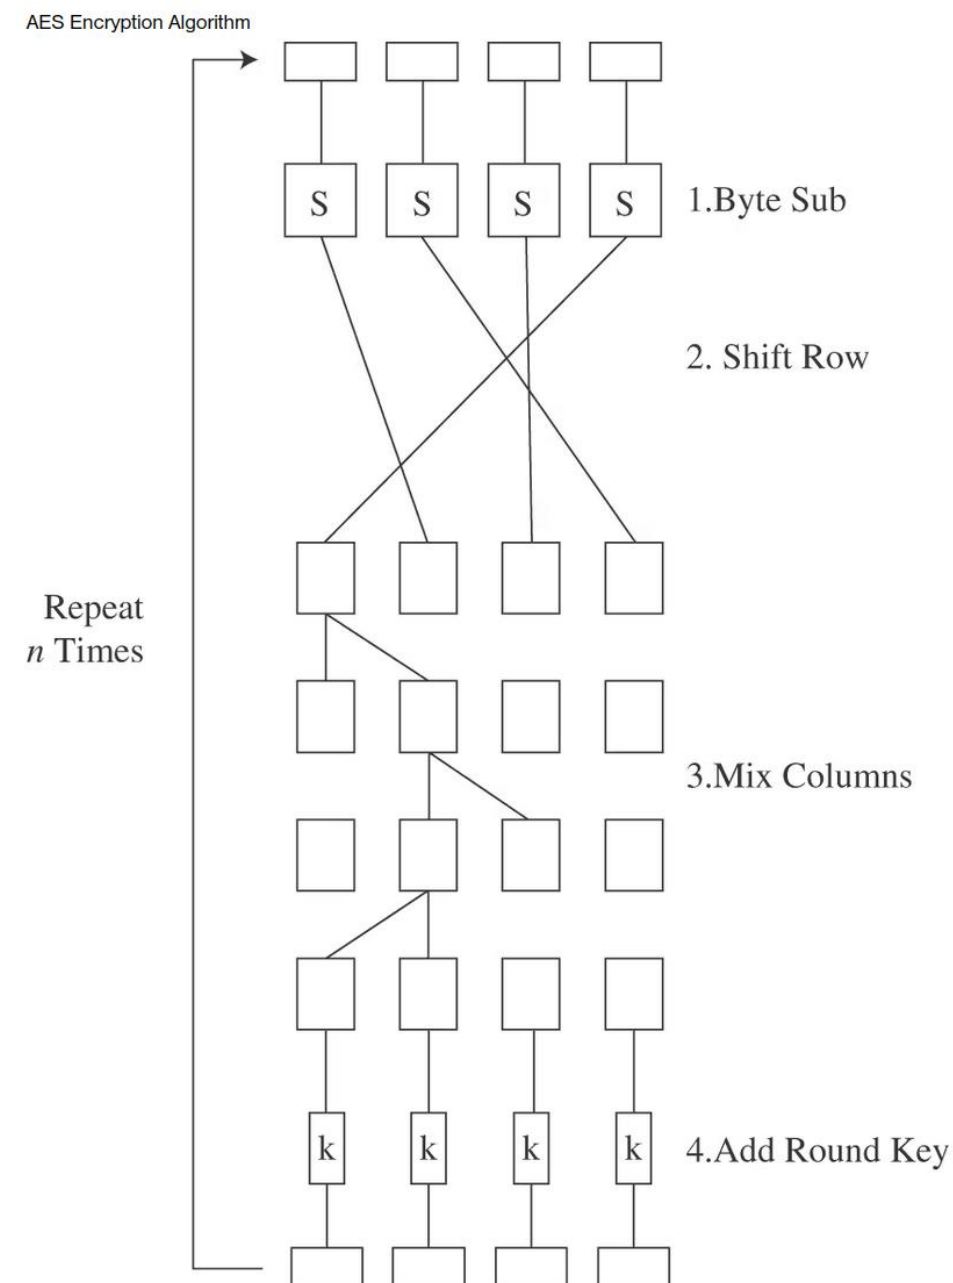 AES Encryption Algorithm
S S S S 1.Byte Sub
2. Shift Row
Repeat
n Times
3.Mix Columns
k k k k 4.Add Round Key